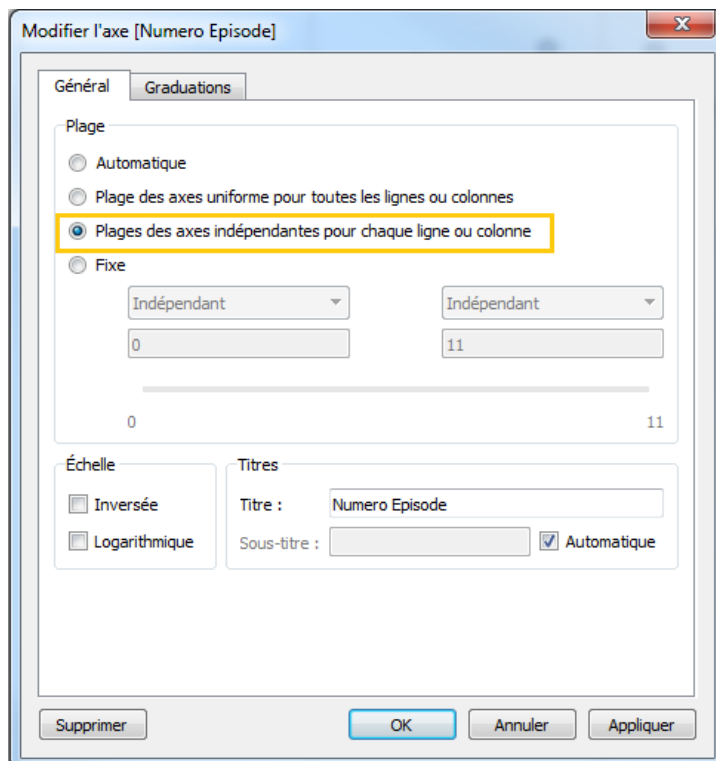 Modifier l'axe [Numero Episode]
Général Graduations
Plage
Automatique
Plage des axes uniforme pour toutes les lignes ou colonnes
Plages des axes indépendantes pour chaque ligne ou colonne
Fixe
Indépendant Indépendant
0 11
0 11
Échelle Titres
Inversée Titre : Numero Episode
Logarithmique Sous-titre : Automatique
Supprimer OK Annuler Appliquer